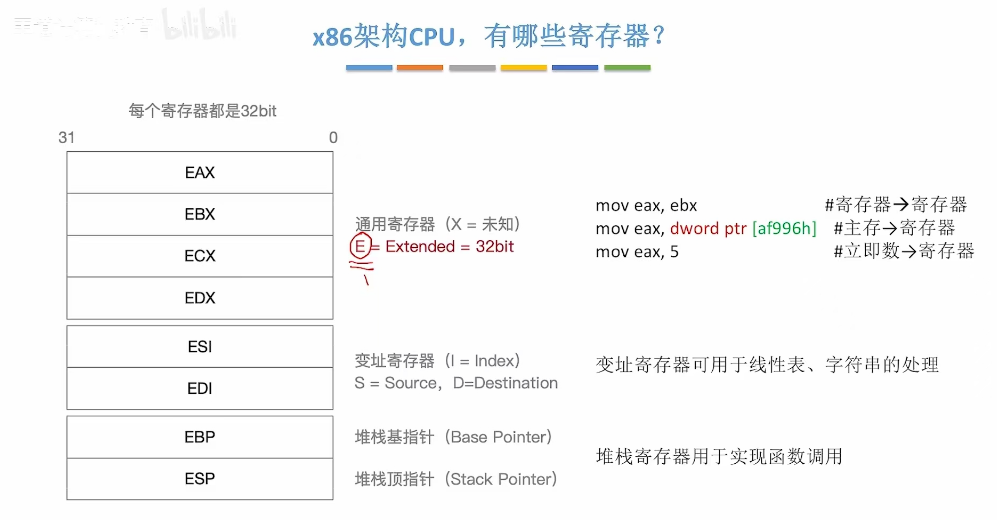 bilibili
x86架构CPU，有哪些寄存器？
每个寄存器都是32bit
31 0
EAX
EBX
ECX
EDX
通用寄存器（X = 未知）
E = Extended = 32bit
mov eax, ebx #寄存器→寄存器
mov eax, dword ptr [af996h] #主存→寄存器
mov eax, 5 #立即数→寄存器
ESI
EDI
变址寄存器（I = Index）
S = Source，D=Destination
变址寄存器可用于线性表、字符串的处理
EBP
ESP
堆栈基指针（Base Pointer）
堆栈顶指针（Stack Pointer）
堆栈寄存器用于实现函数调用